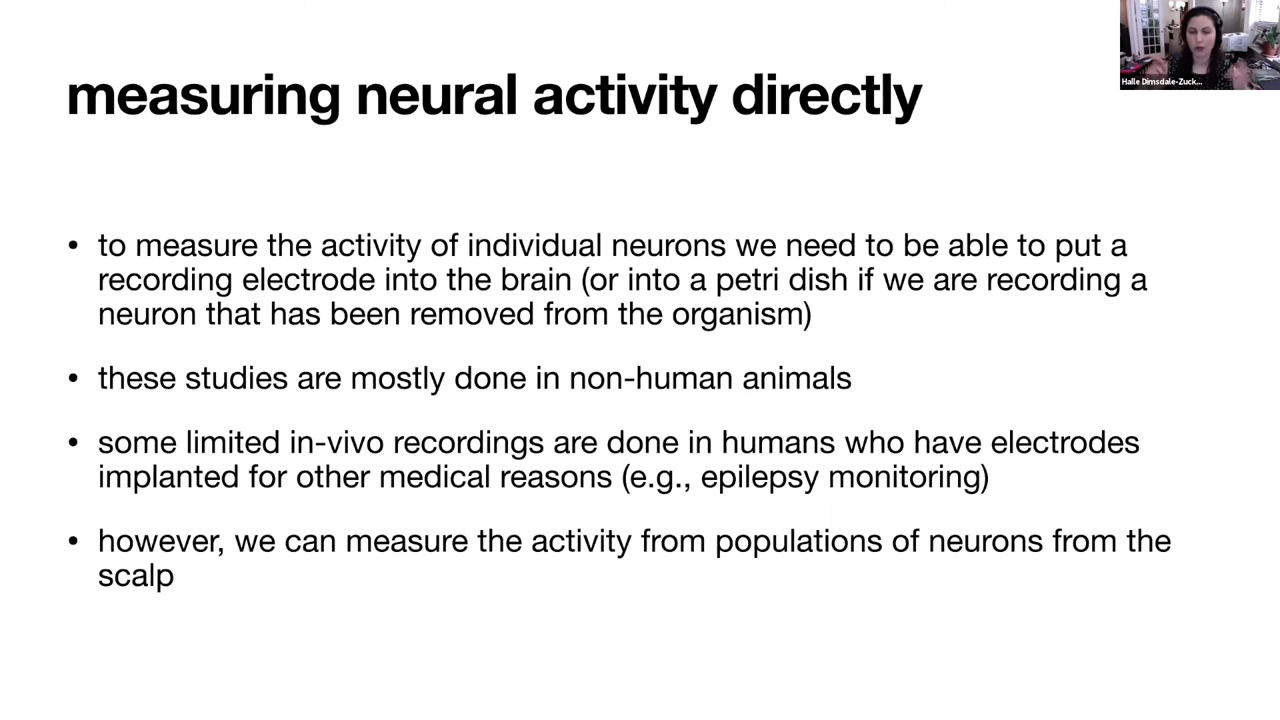 Halle Dimsdale-Zuck...
measuring neural activity directly
• to measure the activity of individual neurons we need to be able to put a
recording electrode into the brain (or into a petri dish if we are recording a
neuron that has been removed from the organism)
• these studies are mostly done in non-human animals
• some limited in-vivo recordings are done in humans who have electrodes
implanted for other medical reasons (e.g., epilepsy monitoring)
• however, we can measure the activity from populations of neurons from the
scalp